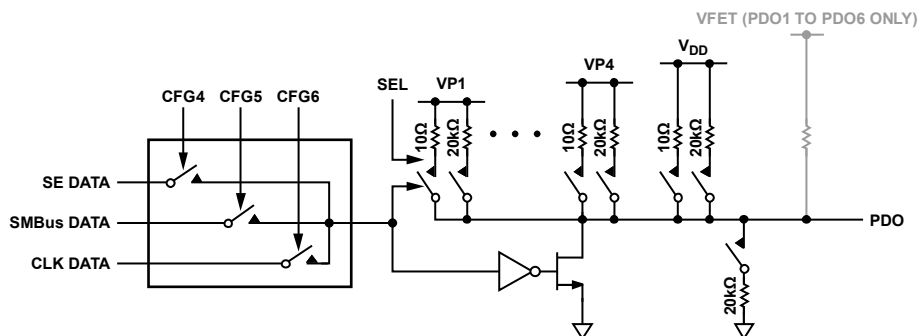 VFET (PDO1 TO PDO6 ONLY)
VDD
VP4
SEL
VP1
CFG4
CFG5
CFG6
10Ω
20kΩ
10Ω
20kΩ
10Ω
20kΩ
SE DATA
SMBus DATA
CLK DATA
PDO
20kΩ